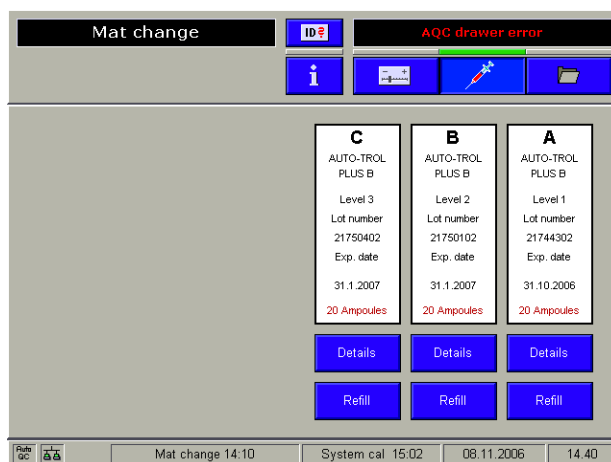 Mat change
ID?
AQC drawer error
i
- +
C
AUTO-TROL
PLUS B
Level 3
Lot number
21750402
Exp. date
31.1.2007
20 Ampoules
Details
Refill
B
AUTO-TROL
PLUS B
Level 2
Lot number
21750102
Exp. date
31.1.2007
20 Ampoules
Details
Refill
A
AUTO-TROL
PLUS B
Level 1
Lot number
21744302
Exp. date
31.10.2006
20 Ampoules
Details
Refill
Auto
QC
Mat change 14:10
System cal 15:02
08.11.2006
14.40